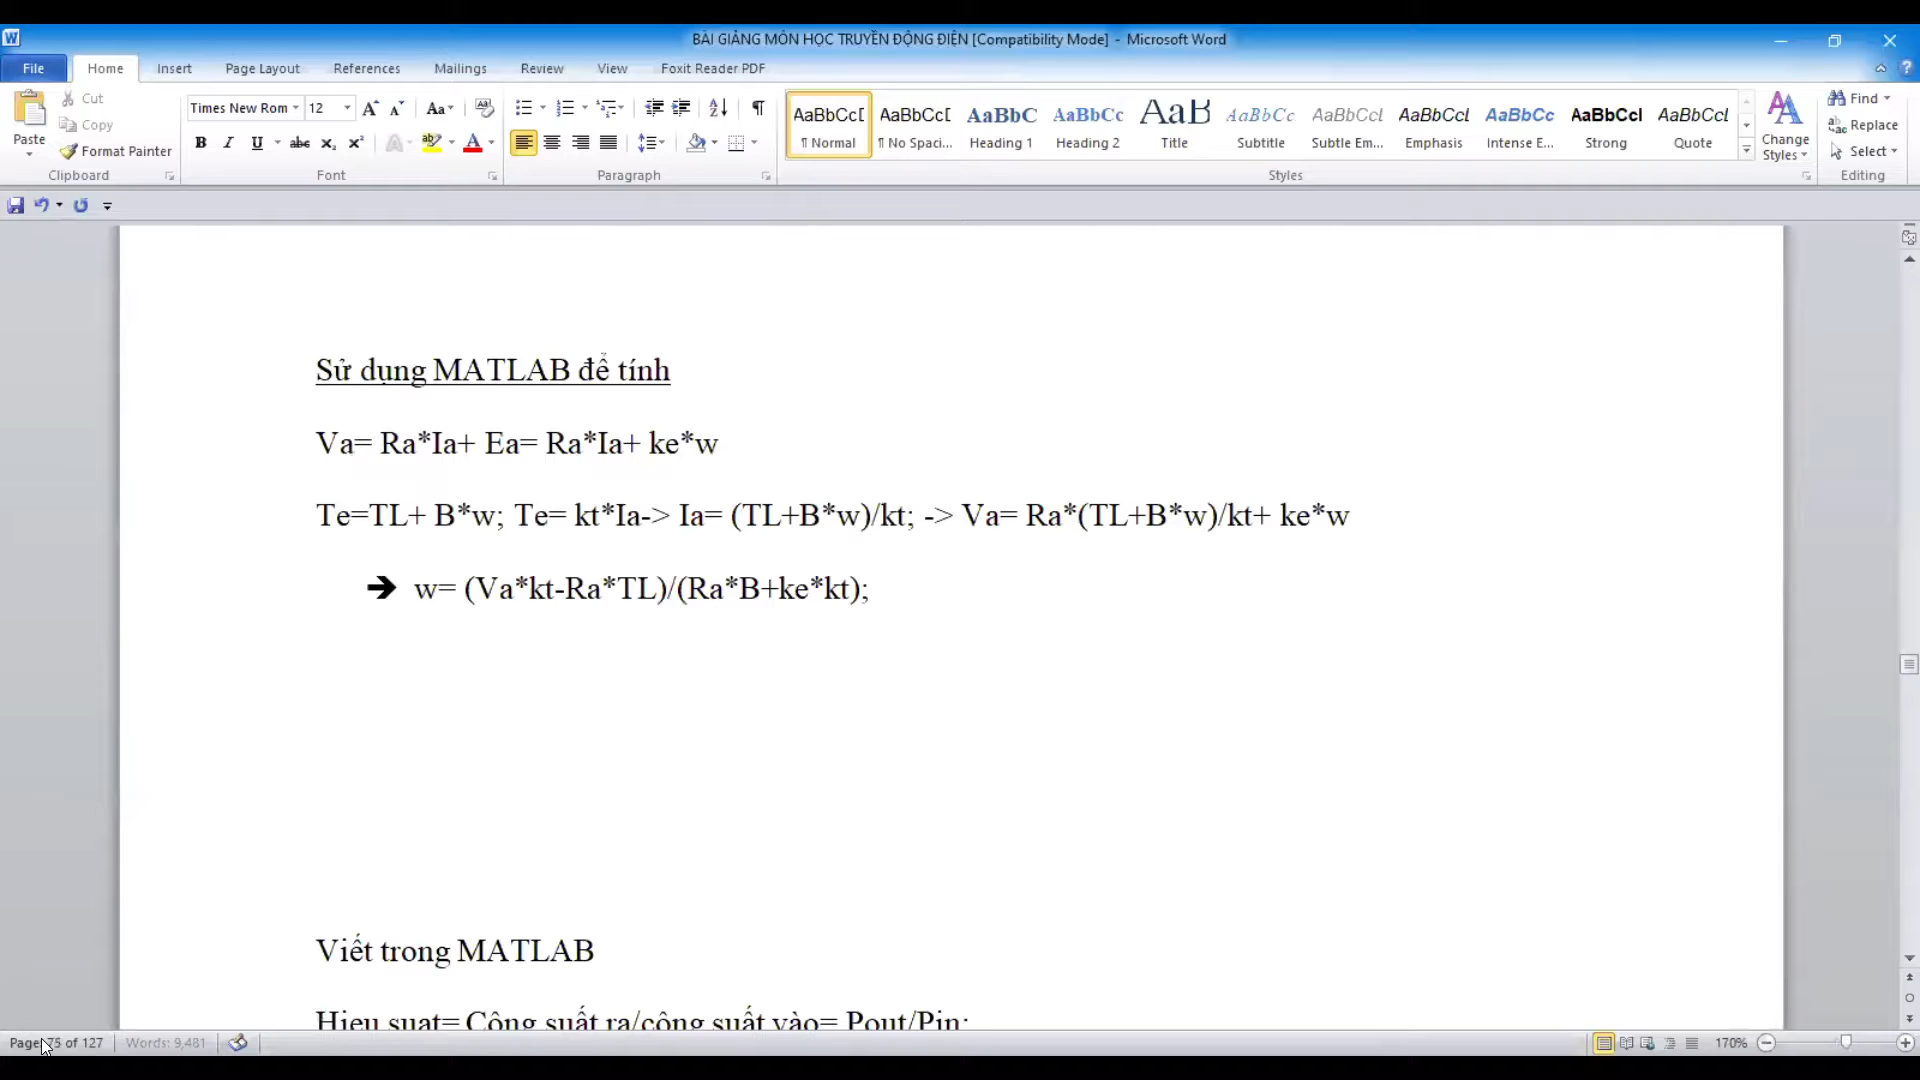 BÀI GIẢNG MÔN HỌC TRUYỀN ĐỘNG ĐIỆN [Compatibility Mode] - Microsoft Word
File Home Insert Page Layout References Mailings Review View Foxit Reader PDF
Paste Cut Copy Format Painter
Times New Rom 12
AaBbCcD AaBbCcD AaBbC AaBbCc AaB AaBbCc AaBbCcl AaBbCcl AaBbCc AaBbCcl AaBbCcl
¶ Normal ¶ No Spaci... Heading 1 Heading 2 Title Subtitle Subtle Em... Emphasis Intense E... Strong Quote
Change Styles
Find
Replace
Select
Clipboard Font Paragraph Styles Editing
Sử dụng MATLAB để tính
Va= Ra*Ia+ Ea= Ra*Ia+ ke*w
Te=TL+ B*w; Te= kt*Ia-> Ia= (TL+B*w)/kt; -> Va= Ra*(TL+B*w)/kt+ ke*w
➔ w= (Va*kt-Ra*TL)/(Ra*B+ke*kt);
Viết trong MATLAB
Hieu suat= Công suất ra/công suất vào= Pout/Pin;
Page: 75 of 127 Words: 9,481 170%